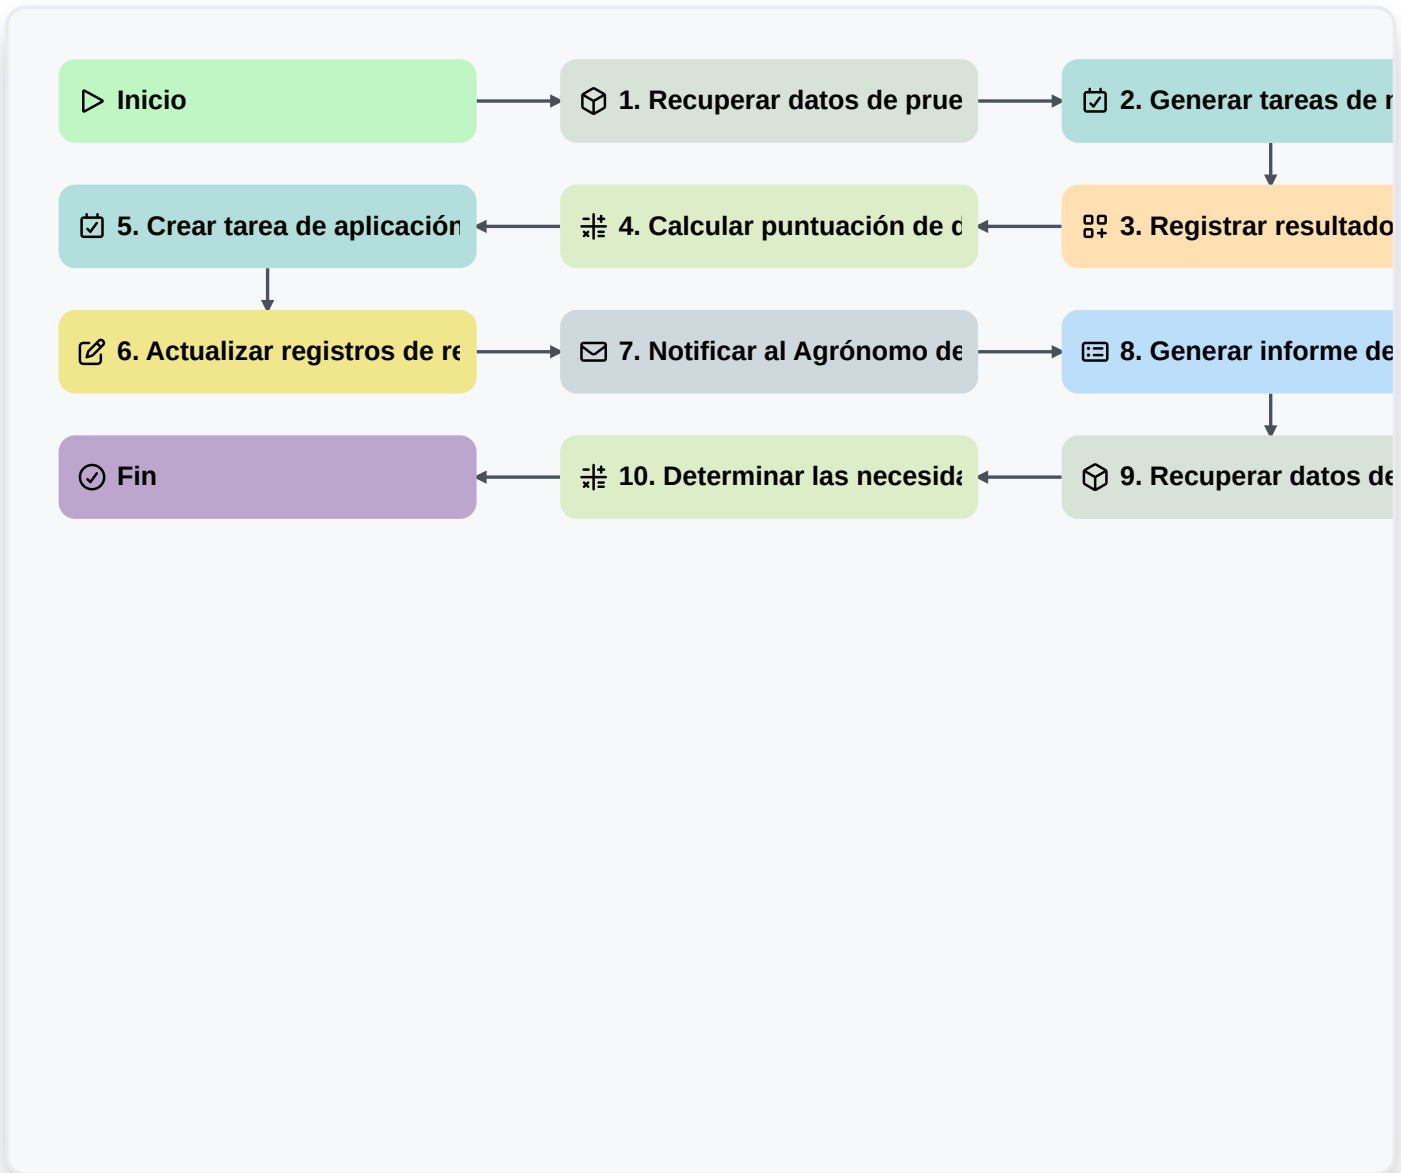 Inicio
1. Recuperar datos de prue
2. Generar tareas de
5. Crear tarea de aplicación
4. Calcular puntuación de
3. Registrar resultado
6. Actualizar registros de re
7. Notificar al Agrónomo de
8. Generar informe de
Fin
10. Determinar las necesida
9. Recuperar datos de